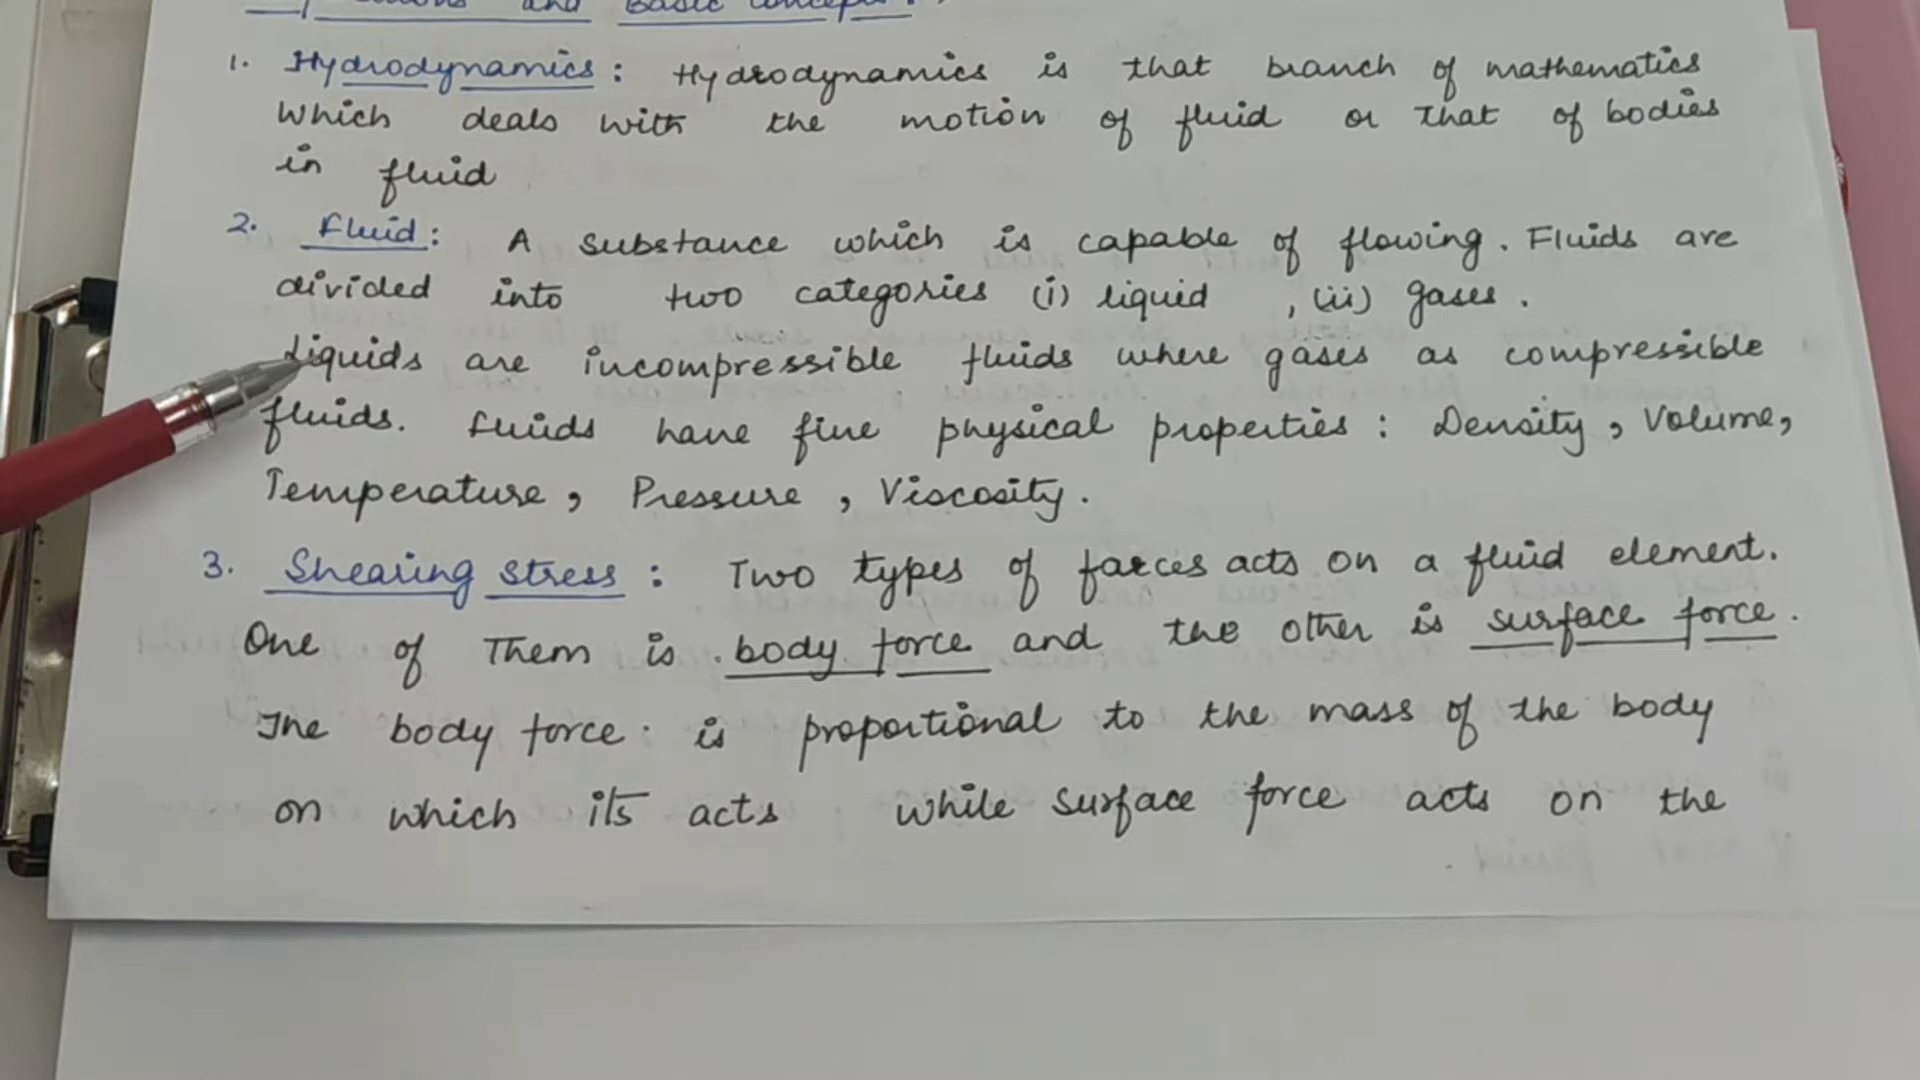 and Basic Concepts:
1. Hydrodynamics: Hydrodynamics is that branch of mathematics
Which deals with the motion of fluid or that of bodies
in fluid
2. Fluid: A substance which is capable of flowing. Fluids are
divided into two categories (i) liquid , (ii) gases.
Liquids are incompressible fluids where gases as compressible
fluids. Fluids have five physical properties: Density, Volume,
Temperature, Pressure, Viscosity.
3. Shearing Stress: Two types of forces acts on a fluid element.
One of Them is body force and the other is surface force.
The body force is proportional to the mass of the body
on which its acts while surface force acts on the